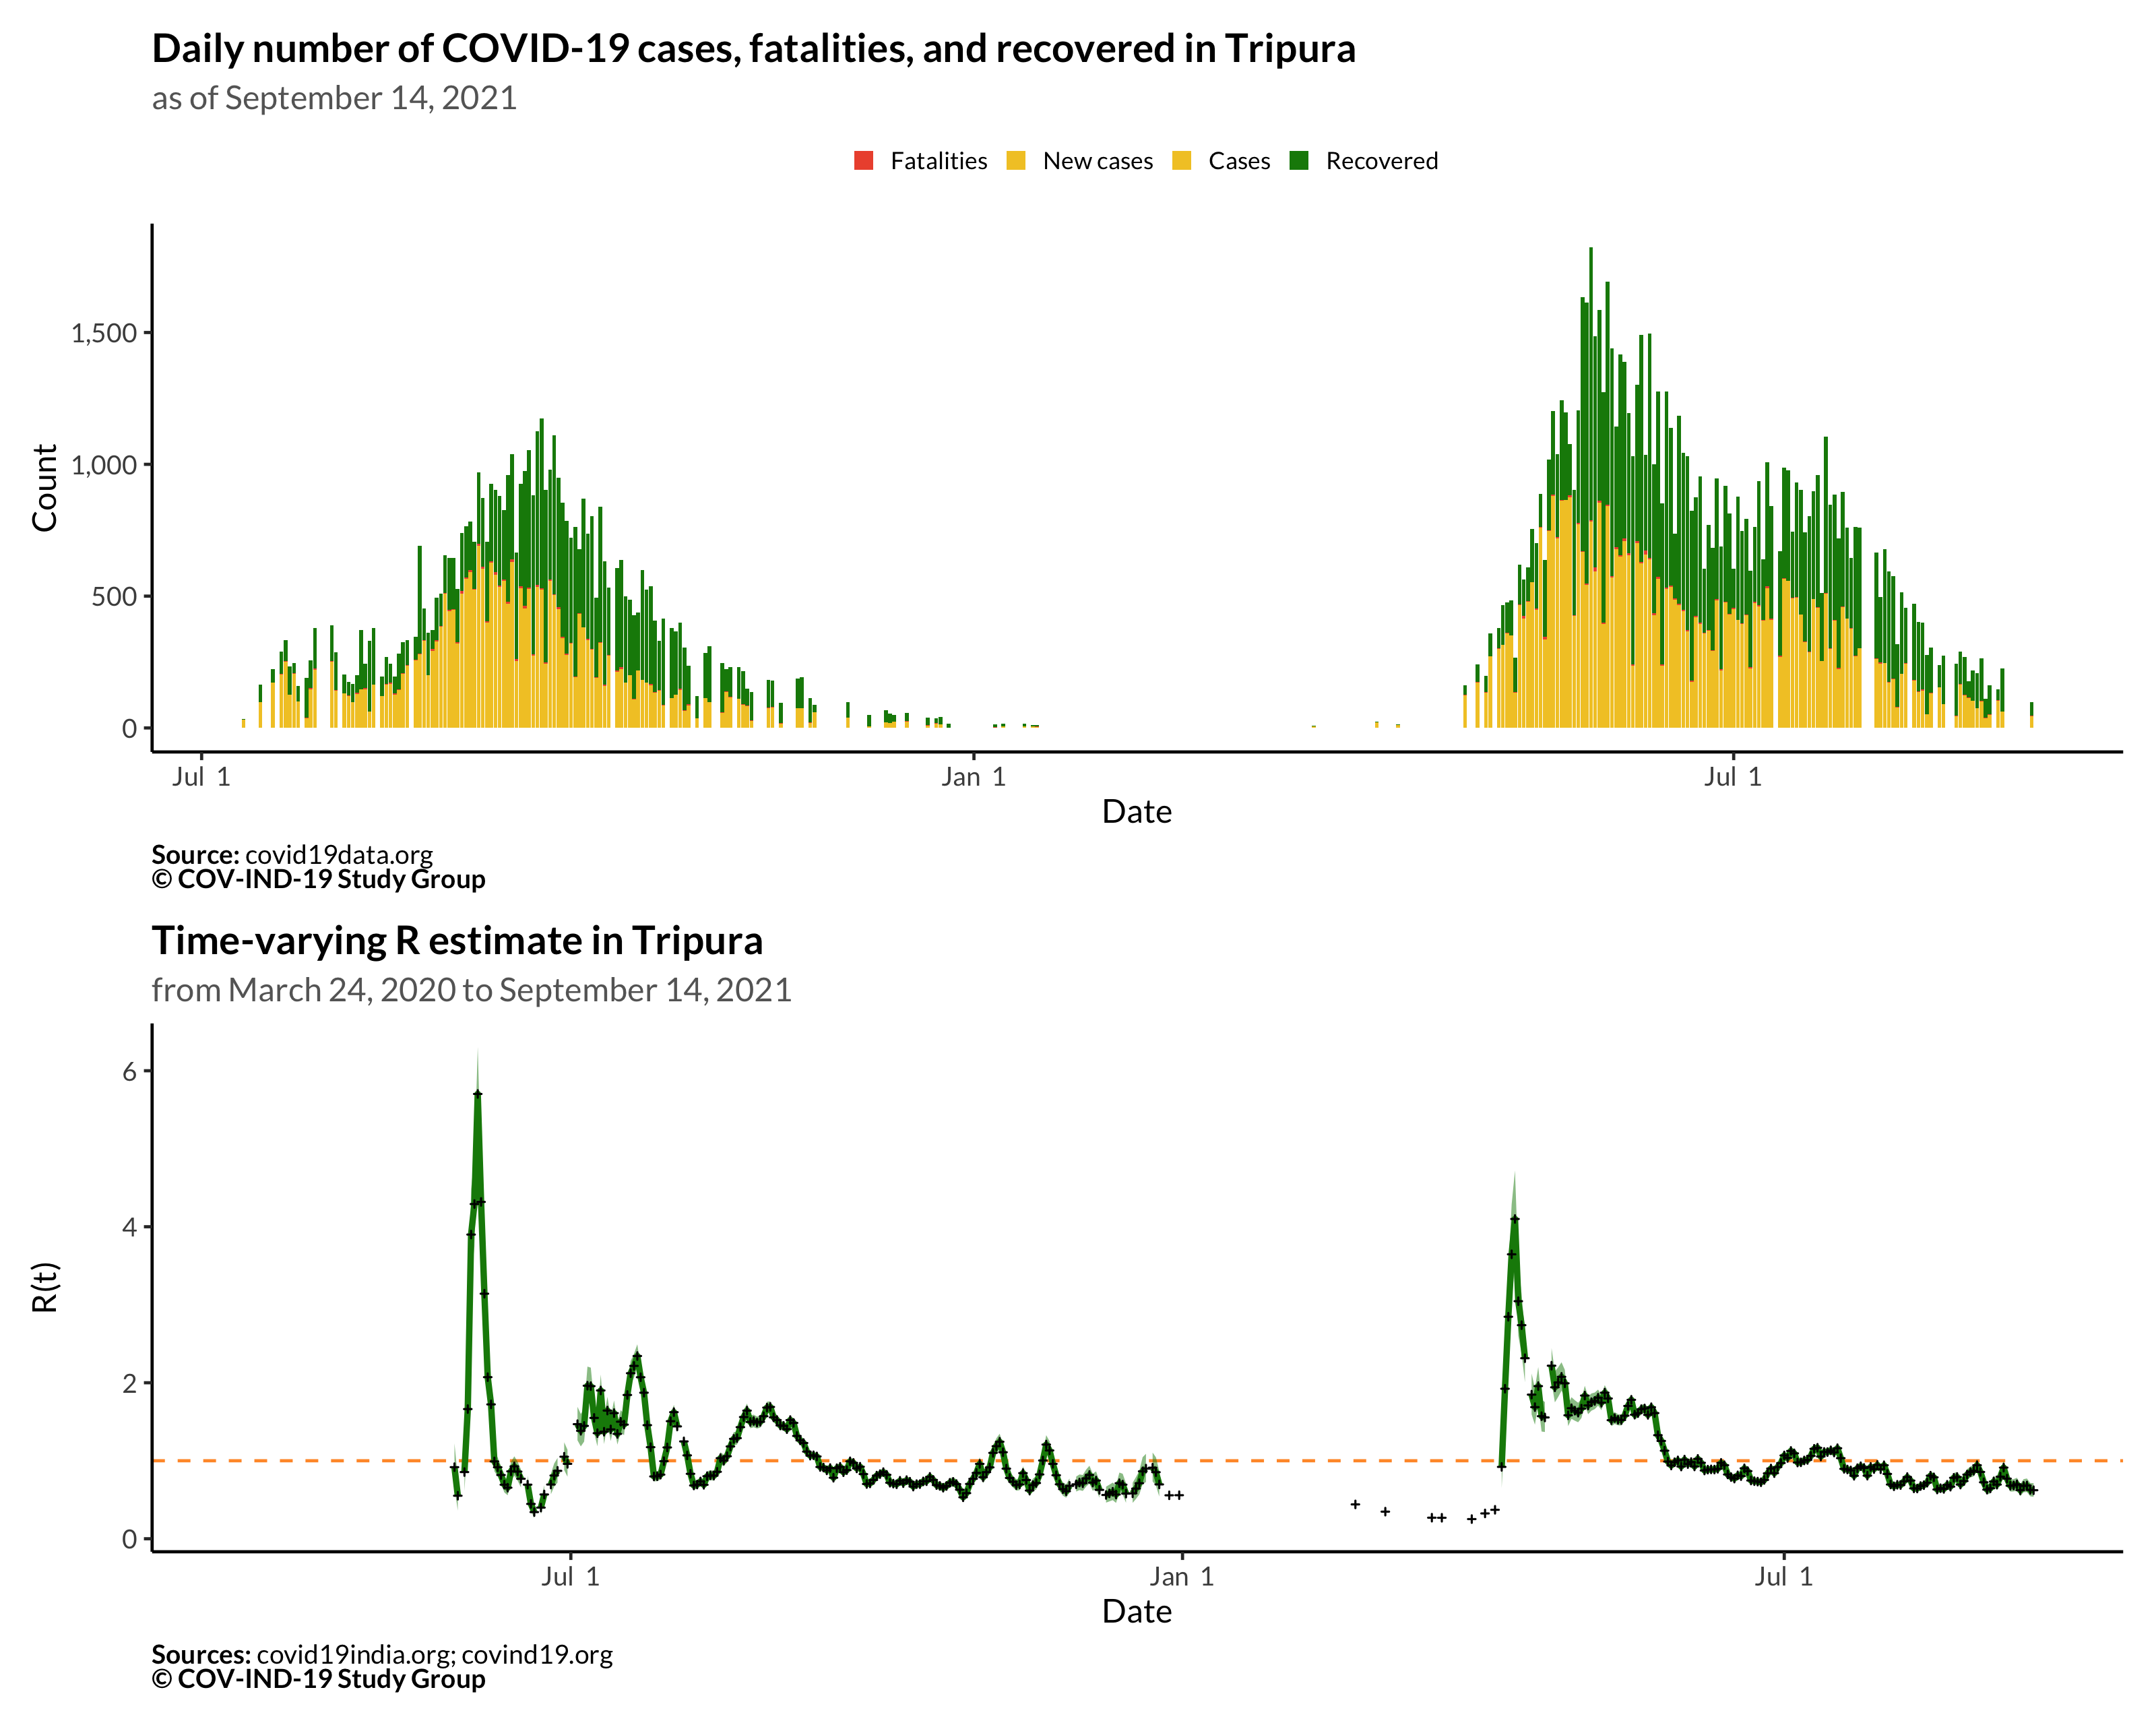 Daily number of COVID-19 cases, fatalities, and recovered in Tripura
as of September 14, 2021
Fatalities New cases Cases Recovered
Count
1,500
1,000
500
0
Jul 1 Jan 1 Jul 1
Date
Source: covid19data.org
© COV-IND-19 Study Group
Time-varying R estimate in Tripura
from March 24, 2020 to September 14, 2021
R(t)
6
4
2
0
Jul 1 Jan 1 Jul 1
Date
Sources: covid19india.org; covind19.org
© COV-IND-19 Study Group